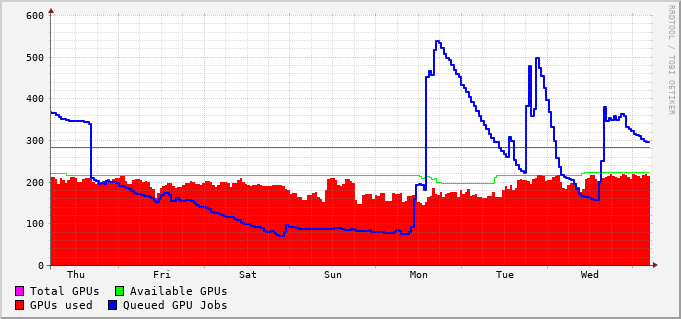 600
500
400
300
200
100
0
Thu Fri Sat Sun Mon Tue Wed
Total GPUs Available GPUs
GPUs used Queued GPU Jobs
RRDTOOL / TOBI OETIKER